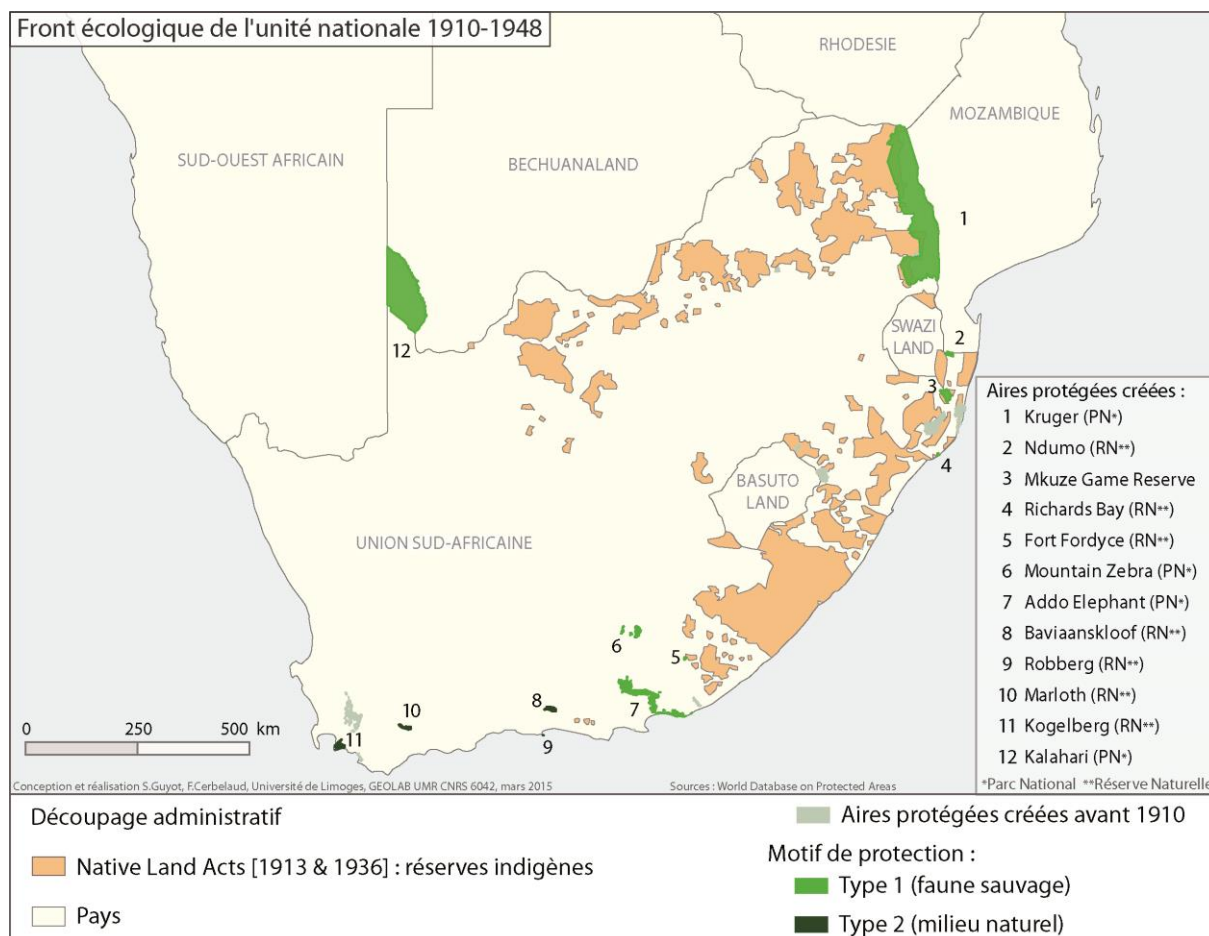 Front écologique de l'unité nationale 1910-1948
RHODESIE
MOZAMBIQUE
SUD-OUEST AFRICAIN
BECHUANALAND
1
SWAZI
LAND
2
12
3
4
BASUTO
LAND
UNION SUD-AFRICAINE
6
5
8
7
10
11
9
0 250 500 km
Aires protégées créées :
1 Kruger (PN*)
2 Ndumo (RN**)
3 Mkuze Game Reserve
4 Richards Bay (RN**)
5 Fort Fordyce (RN**)
6 Mountain Zebra (PN*)
7 Addo Elephant (PN*)
8 Baviaanskloof (RN**)
9 Robberg (RN**)
10 Marloth (RN**)
11 Kogelberg (RN**)
12 Kalahari (PN*)
*Parc National **Réserve Naturelle
Conception et réalisation S.Guyot, F.Cerbelaud, Université de Limoges, GEOLAB UMR CNRS 6042, mars 2015
Sources : World Database on Protected Areas
Découpage administratif
Native Land Acts [1913 & 1936] : réserves indigènes
Pays
Aires protégées créées avant 1910
Motif de protection :
Type 1 (faune sauvage)
Type 2 (milieu naturel)